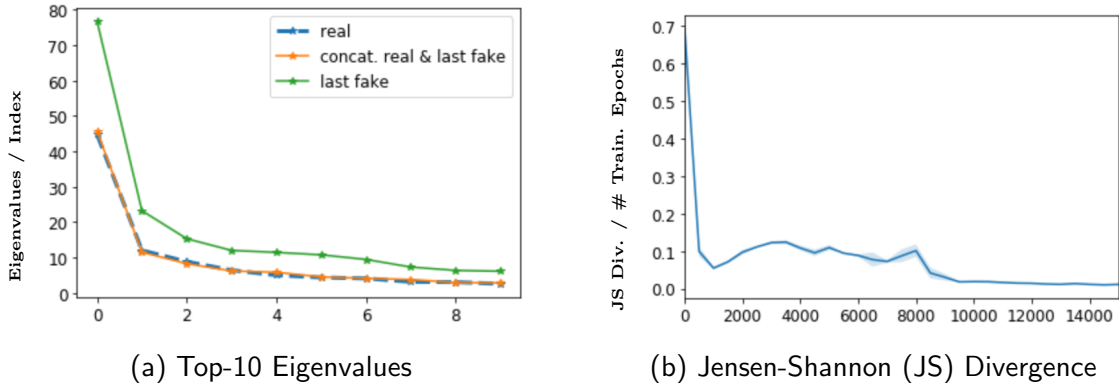 Eigenvalues / Index
80
70
60
50
40
30
20
10
0
0 2 4 6 8
real
concat. real & last fake
last fake
(a) Top-10 Eigenvalues
JS Div. / # Train. Epochs
0.7
0.6
0.5
0.4
0.3
0.2
0.1
0.0
0 2000 4000 6000 8000 10000 12000 14000
(b) Jensen-Shannon (JS) Divergence